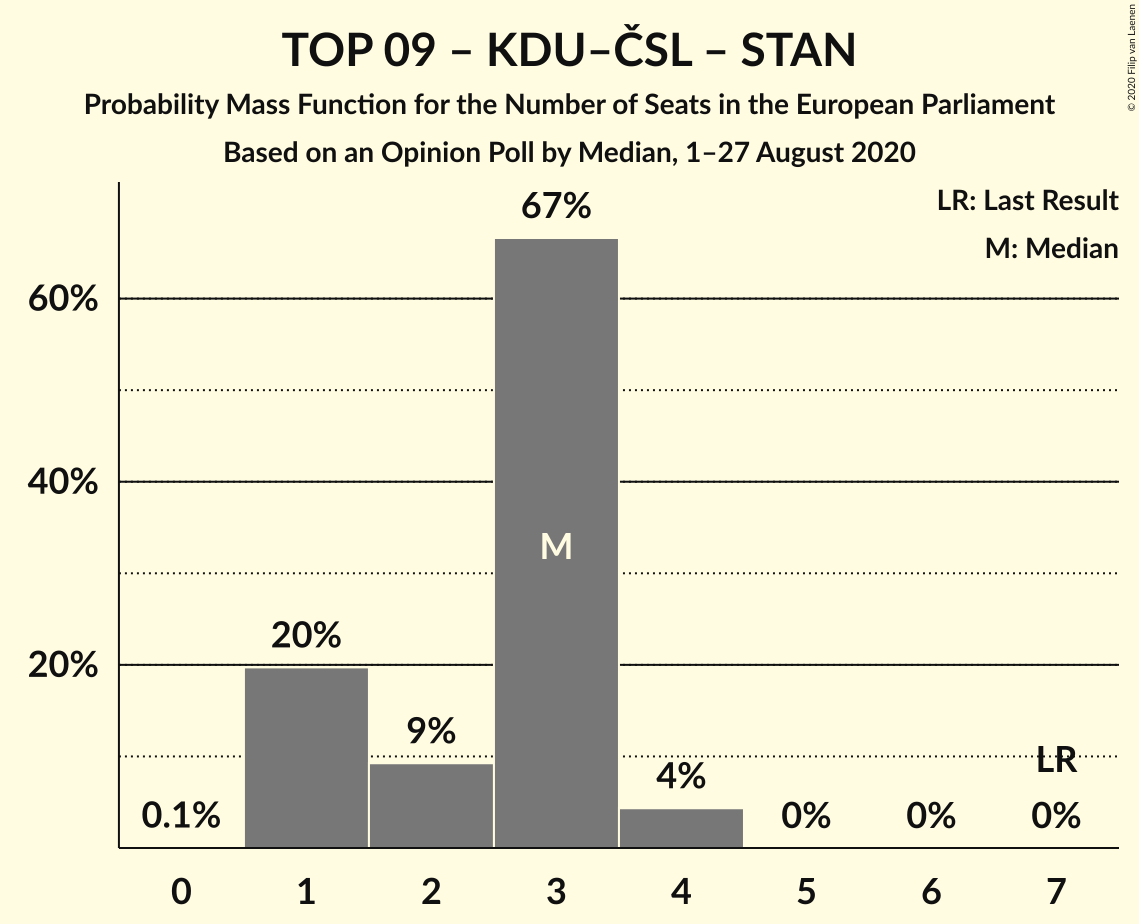 TOP 09 – KDU–ČSL – STAN
Probability Mass Function for the Number of Seats in the European Parliament
Based on an Opinion Poll by Median, 1–27 August 2020
© 2020 Filip van Laenen
LR: Last Result
M: Median
67%
60%
40%
M
20%
20%
9%
4%
LR
0.1%
0%
0%
0%
0
1
2
3
4
5
6
7